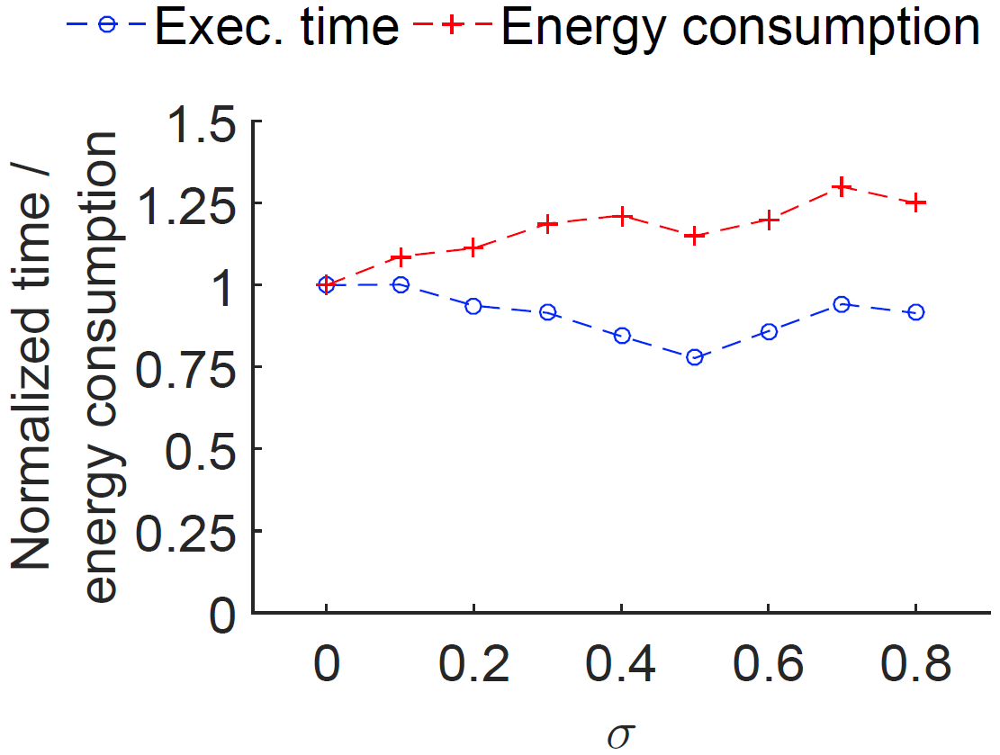 Exec. time Energy consumption
Normalized time /
energy consumption
1.5
1.25
1
0.75
0.5
0.25
0
0 0.2 0.4 0.6 0.8
σ